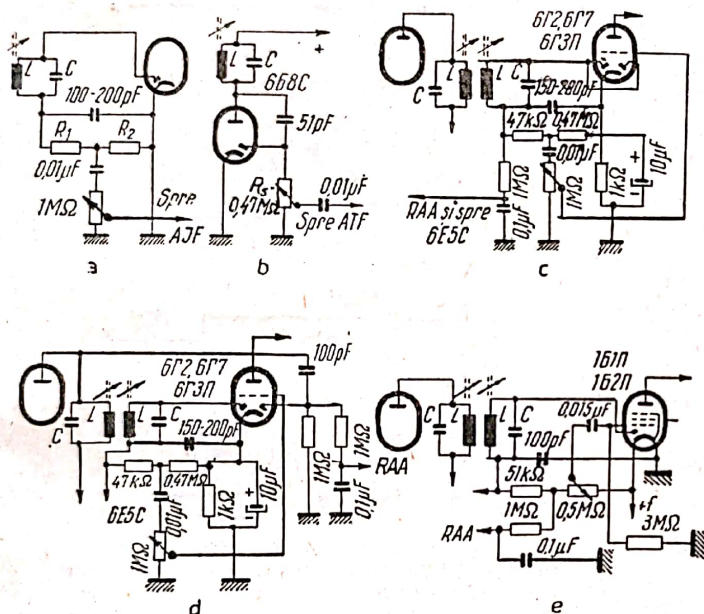 L
C
100-200pF
R1
R2
0,01µF
1MΩ
Spre
AJF
a
L
C
+
6Б8С
51pF
Rs
0,47MΩ
0,01µF
Spre ATF
b
6Г2, 6Г7
6Г3П
C
L
L
C
150-280pF
47kΩ
0,47MΩ
0,01µF
+
10µF
-
1MΩ
1MΩ
1kΩ
RAA si spre
6E5C
0,1µF
c
6Г2, 6Г7
6Г3П
100pF
C
L
C
150-200pF
47kΩ
0,47MΩ
+
10µF
-
1kΩ
6E5C
0,01µF
1MΩ
1MΩ
1MΩ
RAA
0,1µF
d
1Б1П
1Б2П
0,015µF
C
L
C
100pF
51kΩ
1MΩ
0,5MΩ
+f
RAA
3MΩ
0,1µF
e